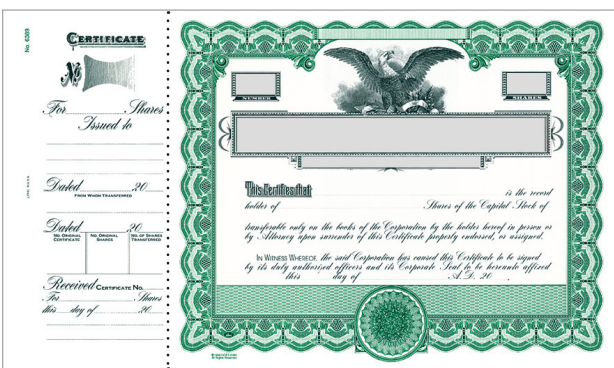 No. 6269
CERTIFICATE
No
For Shares
Issued to
Dated 20
FROM WHOM TRANSFERRED
Dated 20
NO. ORIGINAL CERTIFICATE
NO. ORIGINAL SHARES
NO. OF SHARES TRANSFERRED
Received CERTIFICATE NO.
For Shares
this day of 20
NUMBER
SHARES
This Certifies that is the record
holder of Shares of the Capital Stock of
transferable only on the books of the Corporation by the holder hereof in person or
by Attorney upon surrender of this Certificate properly endorsed, or assigned.
IN WITNESS WHEREOF, the said Corporation has caused this Certificate to be signed
by its duly authorized officers and its Corporate Seal to be hereunto affixed
this day of A.D. 20
All Rights Reserved